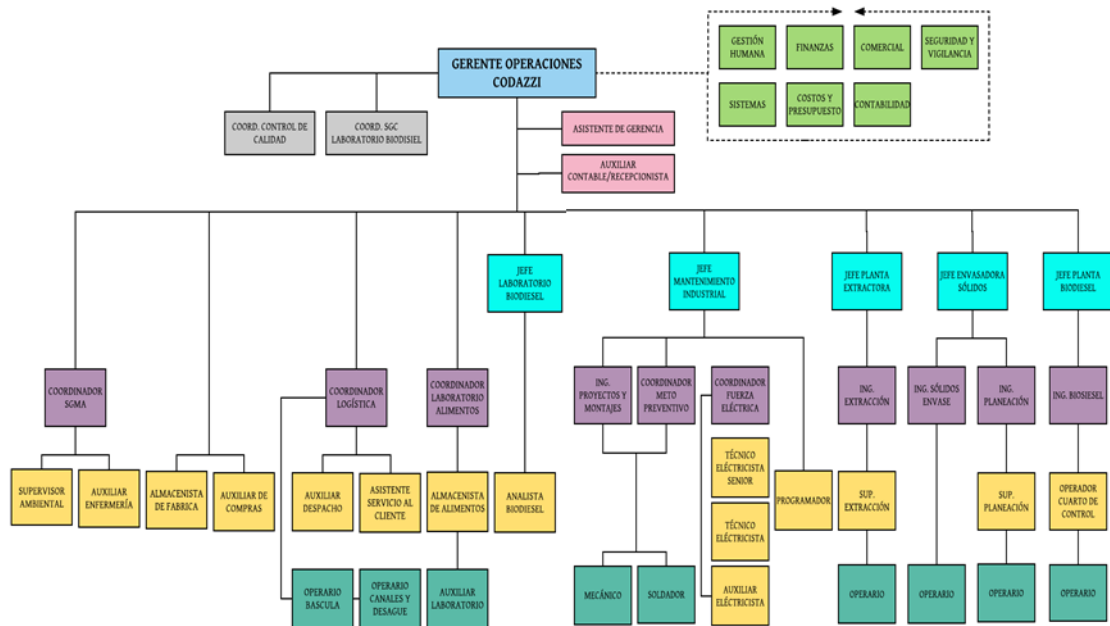 GERENTE OPERACIONES
CODAZZI
GESTIÓN
HUMANA
FINANZAS
COMERCIAL
SEGURIDAD Y
VIGILANCIA
SISTEMAS
COSTOS Y
PRESUPUESTO
CONTABILIDAD
COORD. CONTROL DE
CALIDAD
COORD. SGC
LABORATORIO BIODISIEL
ASISTENTE DE GERENCIA
AUXILIAR
CONTABLE/RECEPCIONISTA
JEFE
LABORATORIO
BIODIESEL
JEFE
MANTENIMIENTO
INDUSTRIAL
JEFE PLANTA
EXTRACTORA
JEFE ENVASADORA
SÓLIDOS
JEFE PLANTA
BIODIESEL
COORDINADOR
SGMA
COORDINADOR
LOGÍSTICA
COORDINADOR
LABORATORIO
ALIMENTOS
ING.
PROYECTOS Y
MONTAJES
COORDINADOR
METO
PREVENTIVO
COORDINADOR
FUERZA
ELÉCTRICA
ING.
EXTRACCIÓN
ING. SÓLIDOS
ENVASE
ING.
PLANEACIÓN
ING. BIOSIESEL
SUPERVISOR
AMBIENTAL
AUXILIAR
ENFERMERÍA
ALMACENISTA
DE FABRICA
AUXILIAR DE
COMPRAS
AUXILIAR
DESPACHO
ASISTENTE
SERVICIO AL
CLIENTE
ALMACENISTA
DE ALIMENTOS
ANALISTA
BIODIESEL
TÉCNICO
ELÉCTRICISTA
SENIOR
PROGRAMADOR
SUP.
EXTRACCIÓN
SUP.
PLANEACIÓN
OPERADOR
CUARTO DE
CONTROL
TÉCNICO
ELÉCTRICISTA
OPERARIO
BASCULA
OPERARIO
CANALES Y
DESAGUE
AUXILIAR
LABORATORIO
MECÁNICO
SOLDADOR
AUXILIAR
ELÉCTRICISTA
OPERARIO
OPERARIO
OPERARIO
OPERARIO